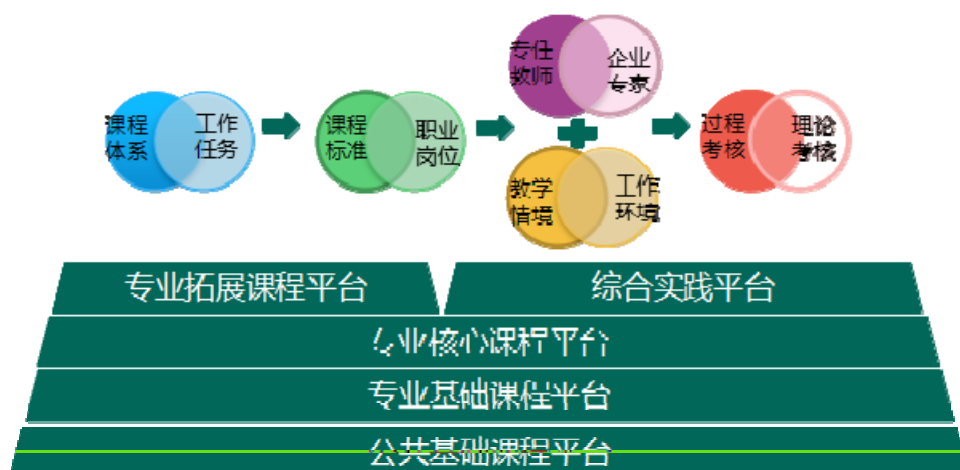 专任
教师
企业
专家
课程
体系
工作
任务
课程
标准
职业
岗位
过程
考核
理论
考核
教学
情境
工作
环境
专业拓展课程平台
综合实践平台
专业核心课程平台
专业基础课程平台
公共基础课程平台